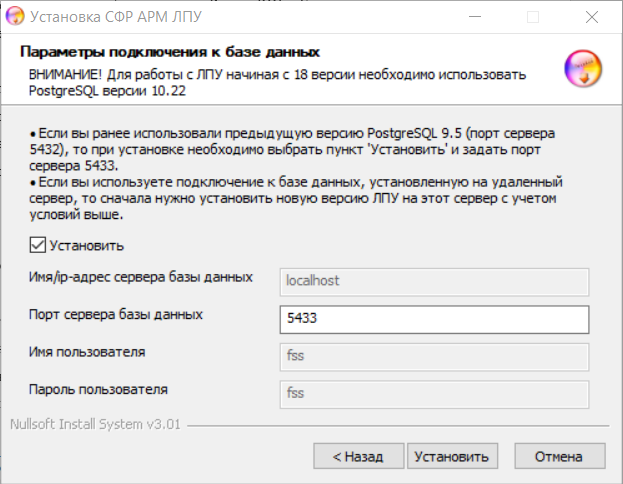 Установка СФР АРМ ЛПУ
Параметры подключения к базе данных
ВНИМАНИЕ! Для работы с ЛПУ начиная с 18 версии необходимо использовать
PostgreSQL версии 10.22
• Если вы ранее использовали предыдущую версию PostgreSQL 9.5 (порт сервера
5432), то при установке необходимо выбрать пункт 'Установить' и задать порт
сервера 5433.
• Если вы используете подключение к базе данных, установленную на удаленный
сервер, то сначала нужно установить новую версию ЛПУ на этот сервер с учетом
условий выше.
Установить
Имя/ip-адрес сервера базы данных
localhost
Порт сервера базы данных
5433
Имя пользователя
fss
Пароль пользователя
fss
Nullsoft Install System v3.01
< Назад
Установить
Отмена